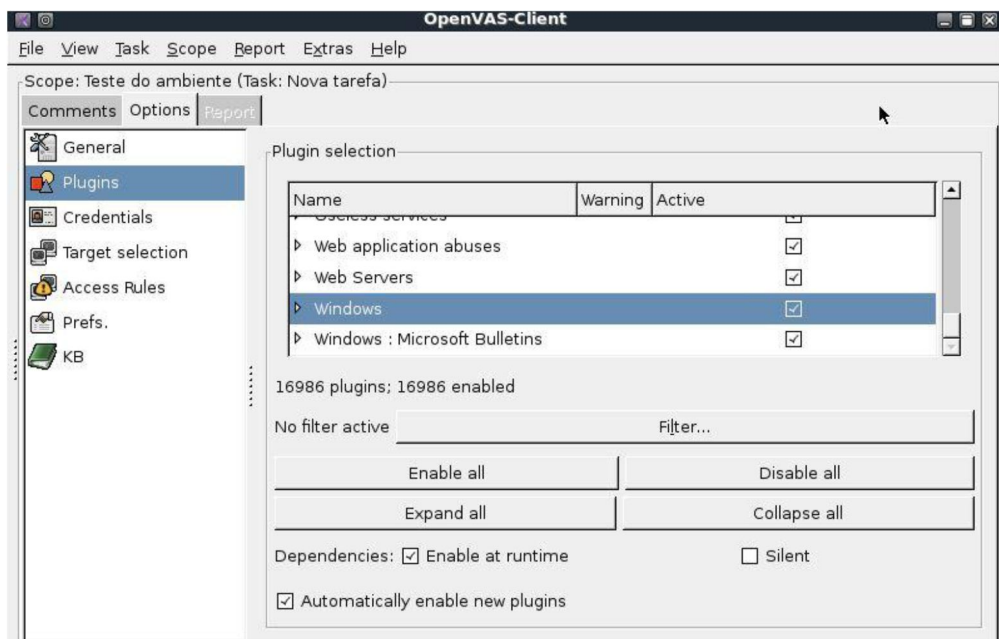 OpenVAS-Client
File View Task Scope Report Extras Help
Scope: Teste do ambiente (Task: Nova tarefa)
Comments Options Report
General
Plugins
Credentials
Target selection
Access Rules
Prefs.
KB
Plugin selection
Name Warning Active
Useless services
Web application abuses
Web Servers
Windows
Windows : Microsoft Bulletins
16986 plugins; 16986 enabled
No filter active Filter...
Enable all Disable all
Expand all Collapse all
Dependencies: Enable at runtime Silent
Automatically enable new plugins